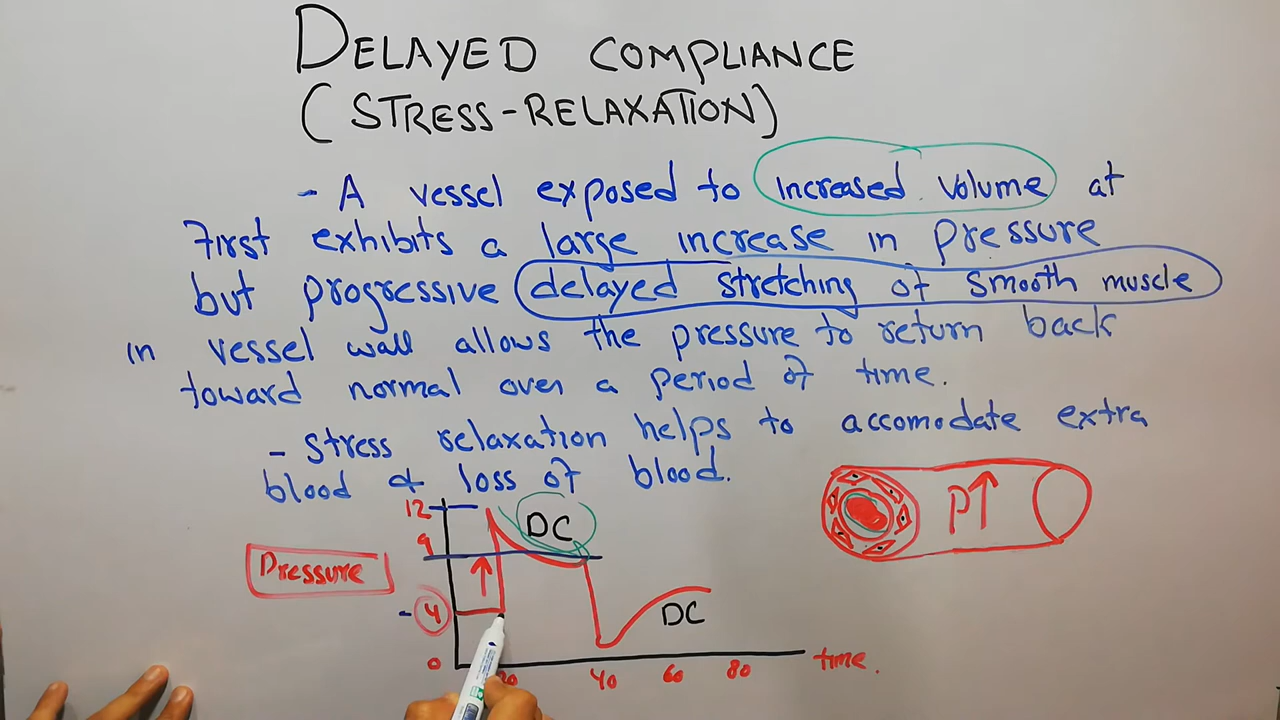 DELAYED COMPLIANCE
(STRESS-RELAXATION)
- A vessel exposed to increased volume at
First exhibits a large increase in pressure
but progressive delayed stretching of smooth muscle
in vessel wall allows the pressure to return back
toward normal over a period of time.
- stress relaxation helps to accomodate extra
blood & loss of blood.
12
DC
P↑
9
Pressure
- 4
DC
0
40 60 80 time.